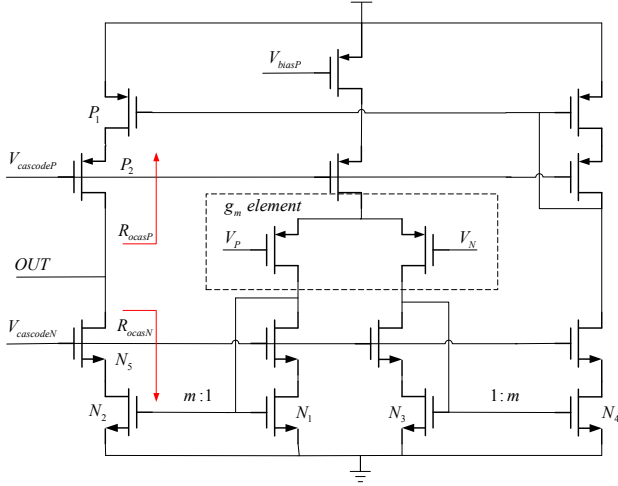 V_biasP
P_1
V_cascodeP
P_2
g_m element
R_ocasP
V_P
V_N
OUT
V_cascodeN
R_ocasN
N_5
m:1
1:m
N_2
N_1
N_3
N_4